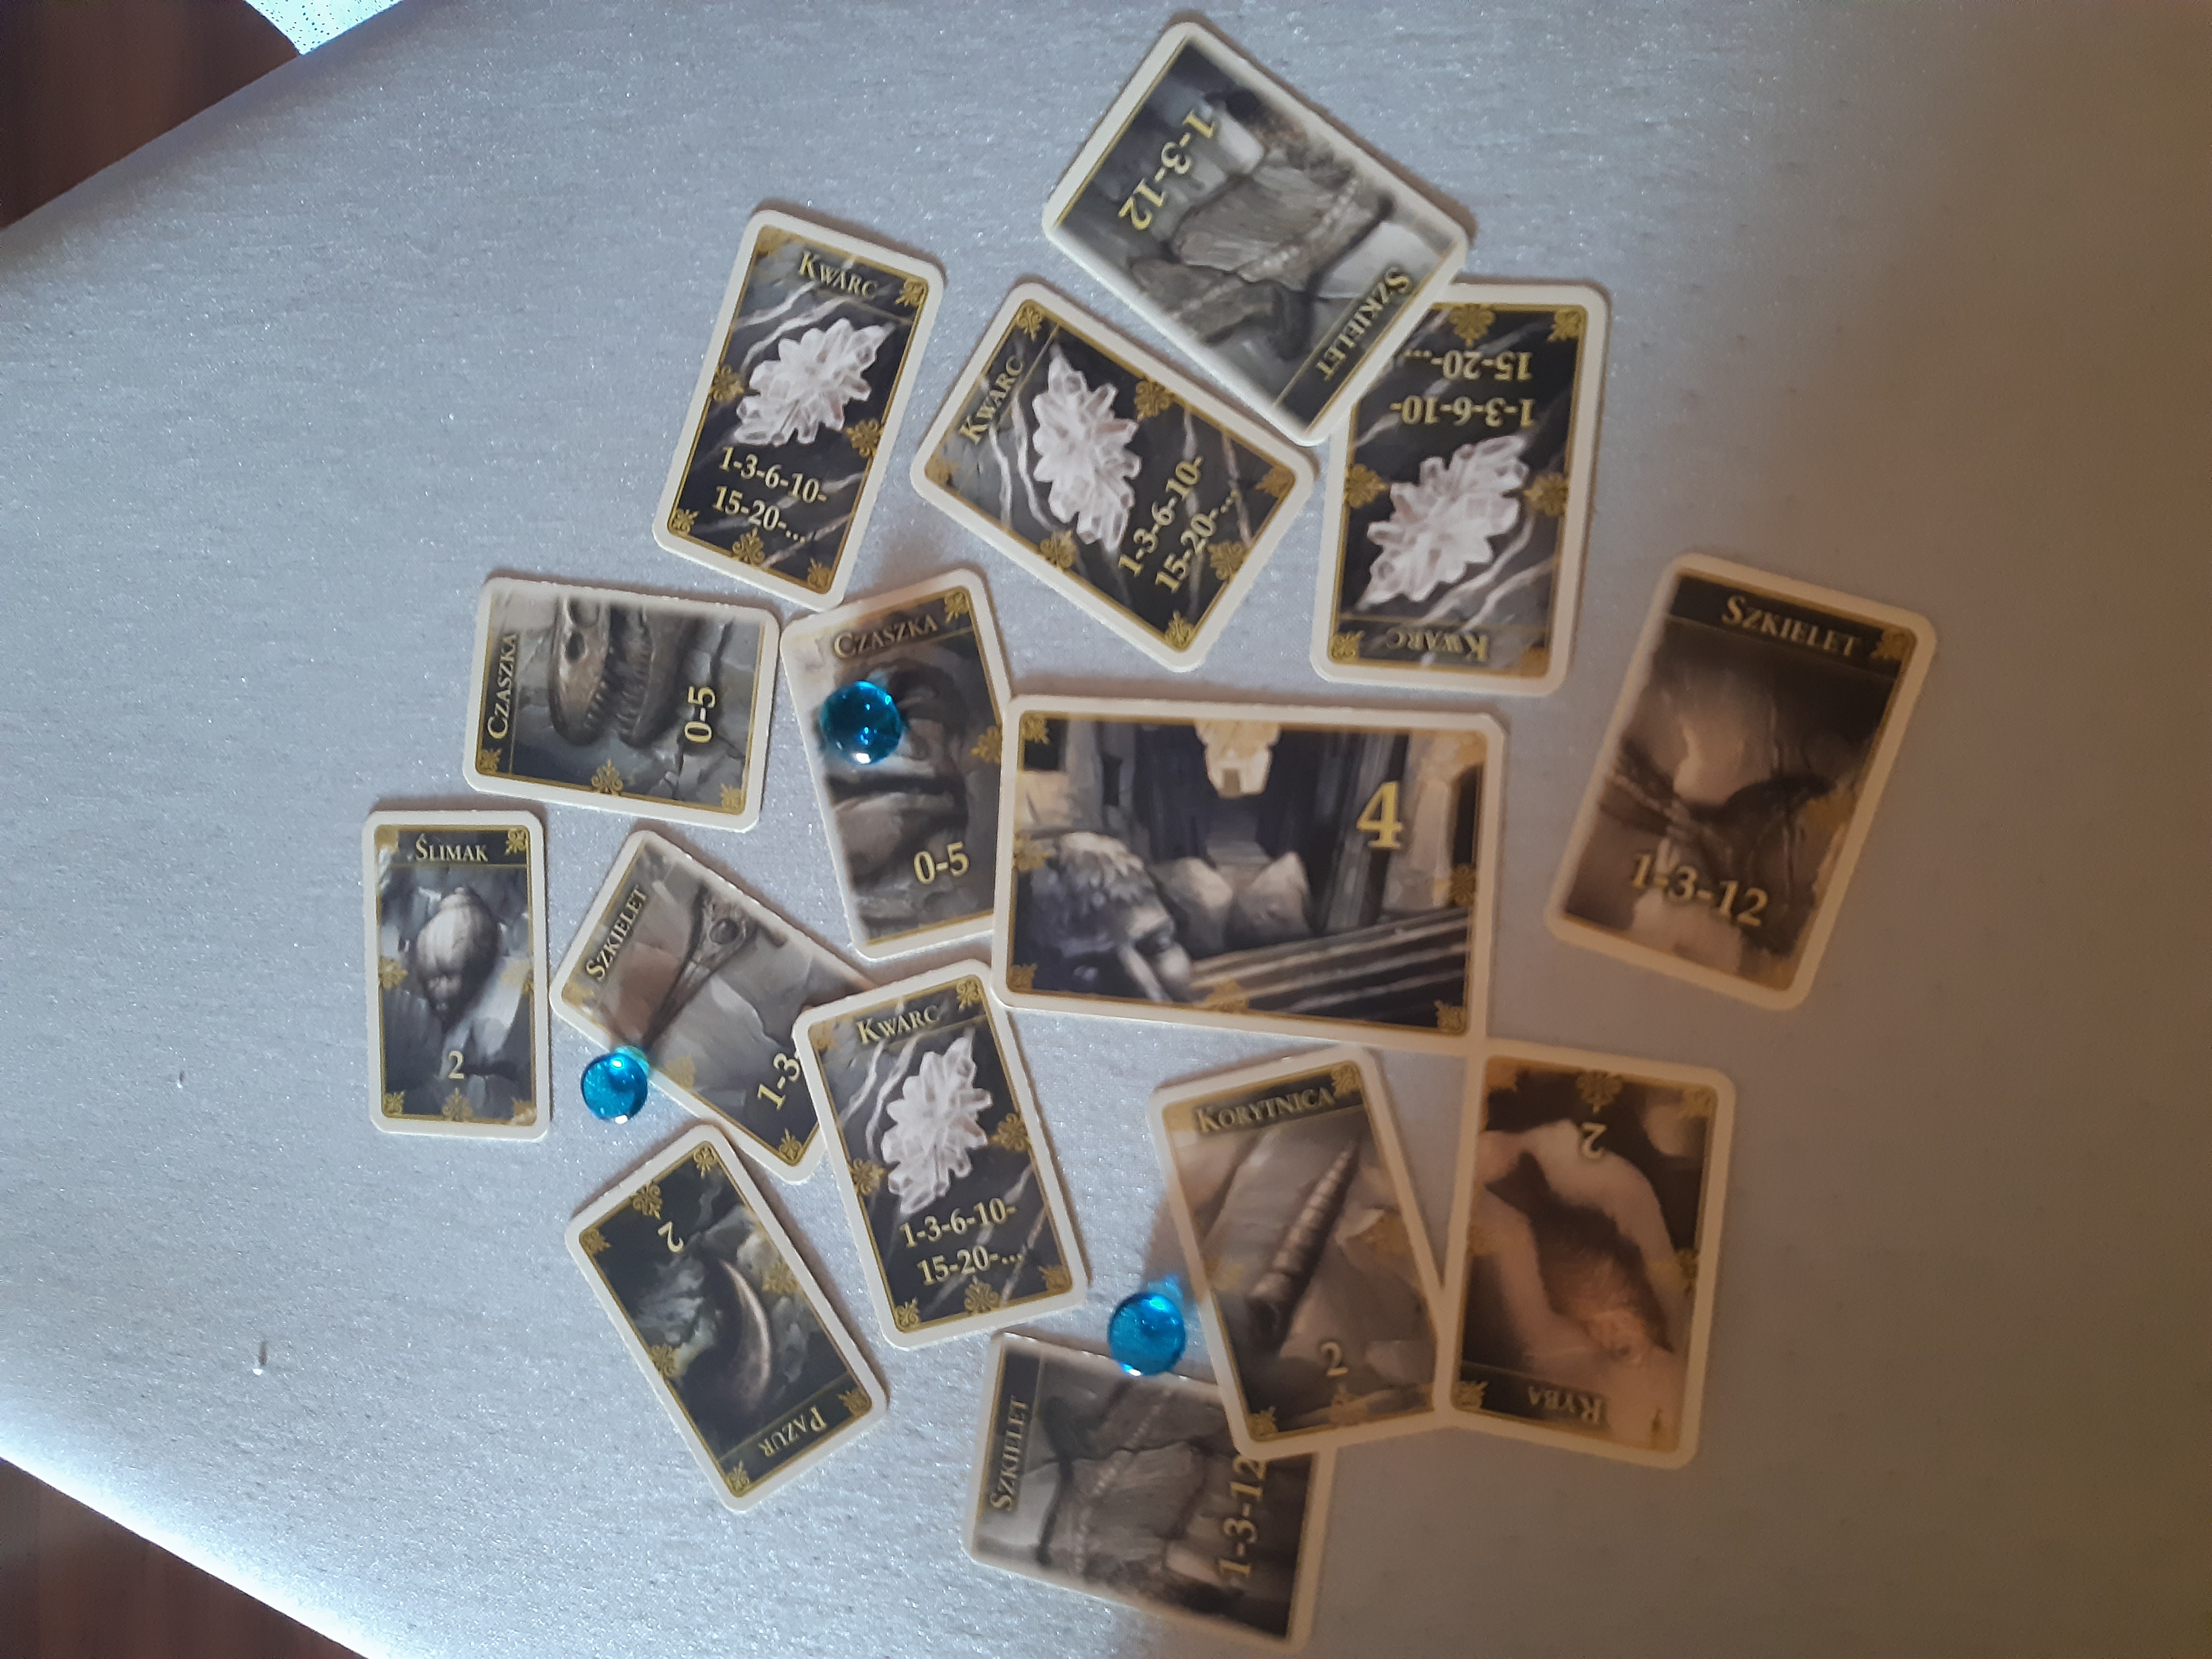 ŚLIMAK
2
CZASZKA
0-5
SZKIELET
1-3
PAZUR
2
KWARC
1-3-6-10-
15-20-...
KWARC
1-3-6-10-
15-20-...
CZASZKA
0-5
SZKIELET
1-3-12
KWARC
1-3-6-10-
15-20-...
SZKIELET
1-3-12
KORYTNICA
2
4
KWARC
1-3-6-10-
15-20-...
RYBA
2
SZKIELET
1-3-12